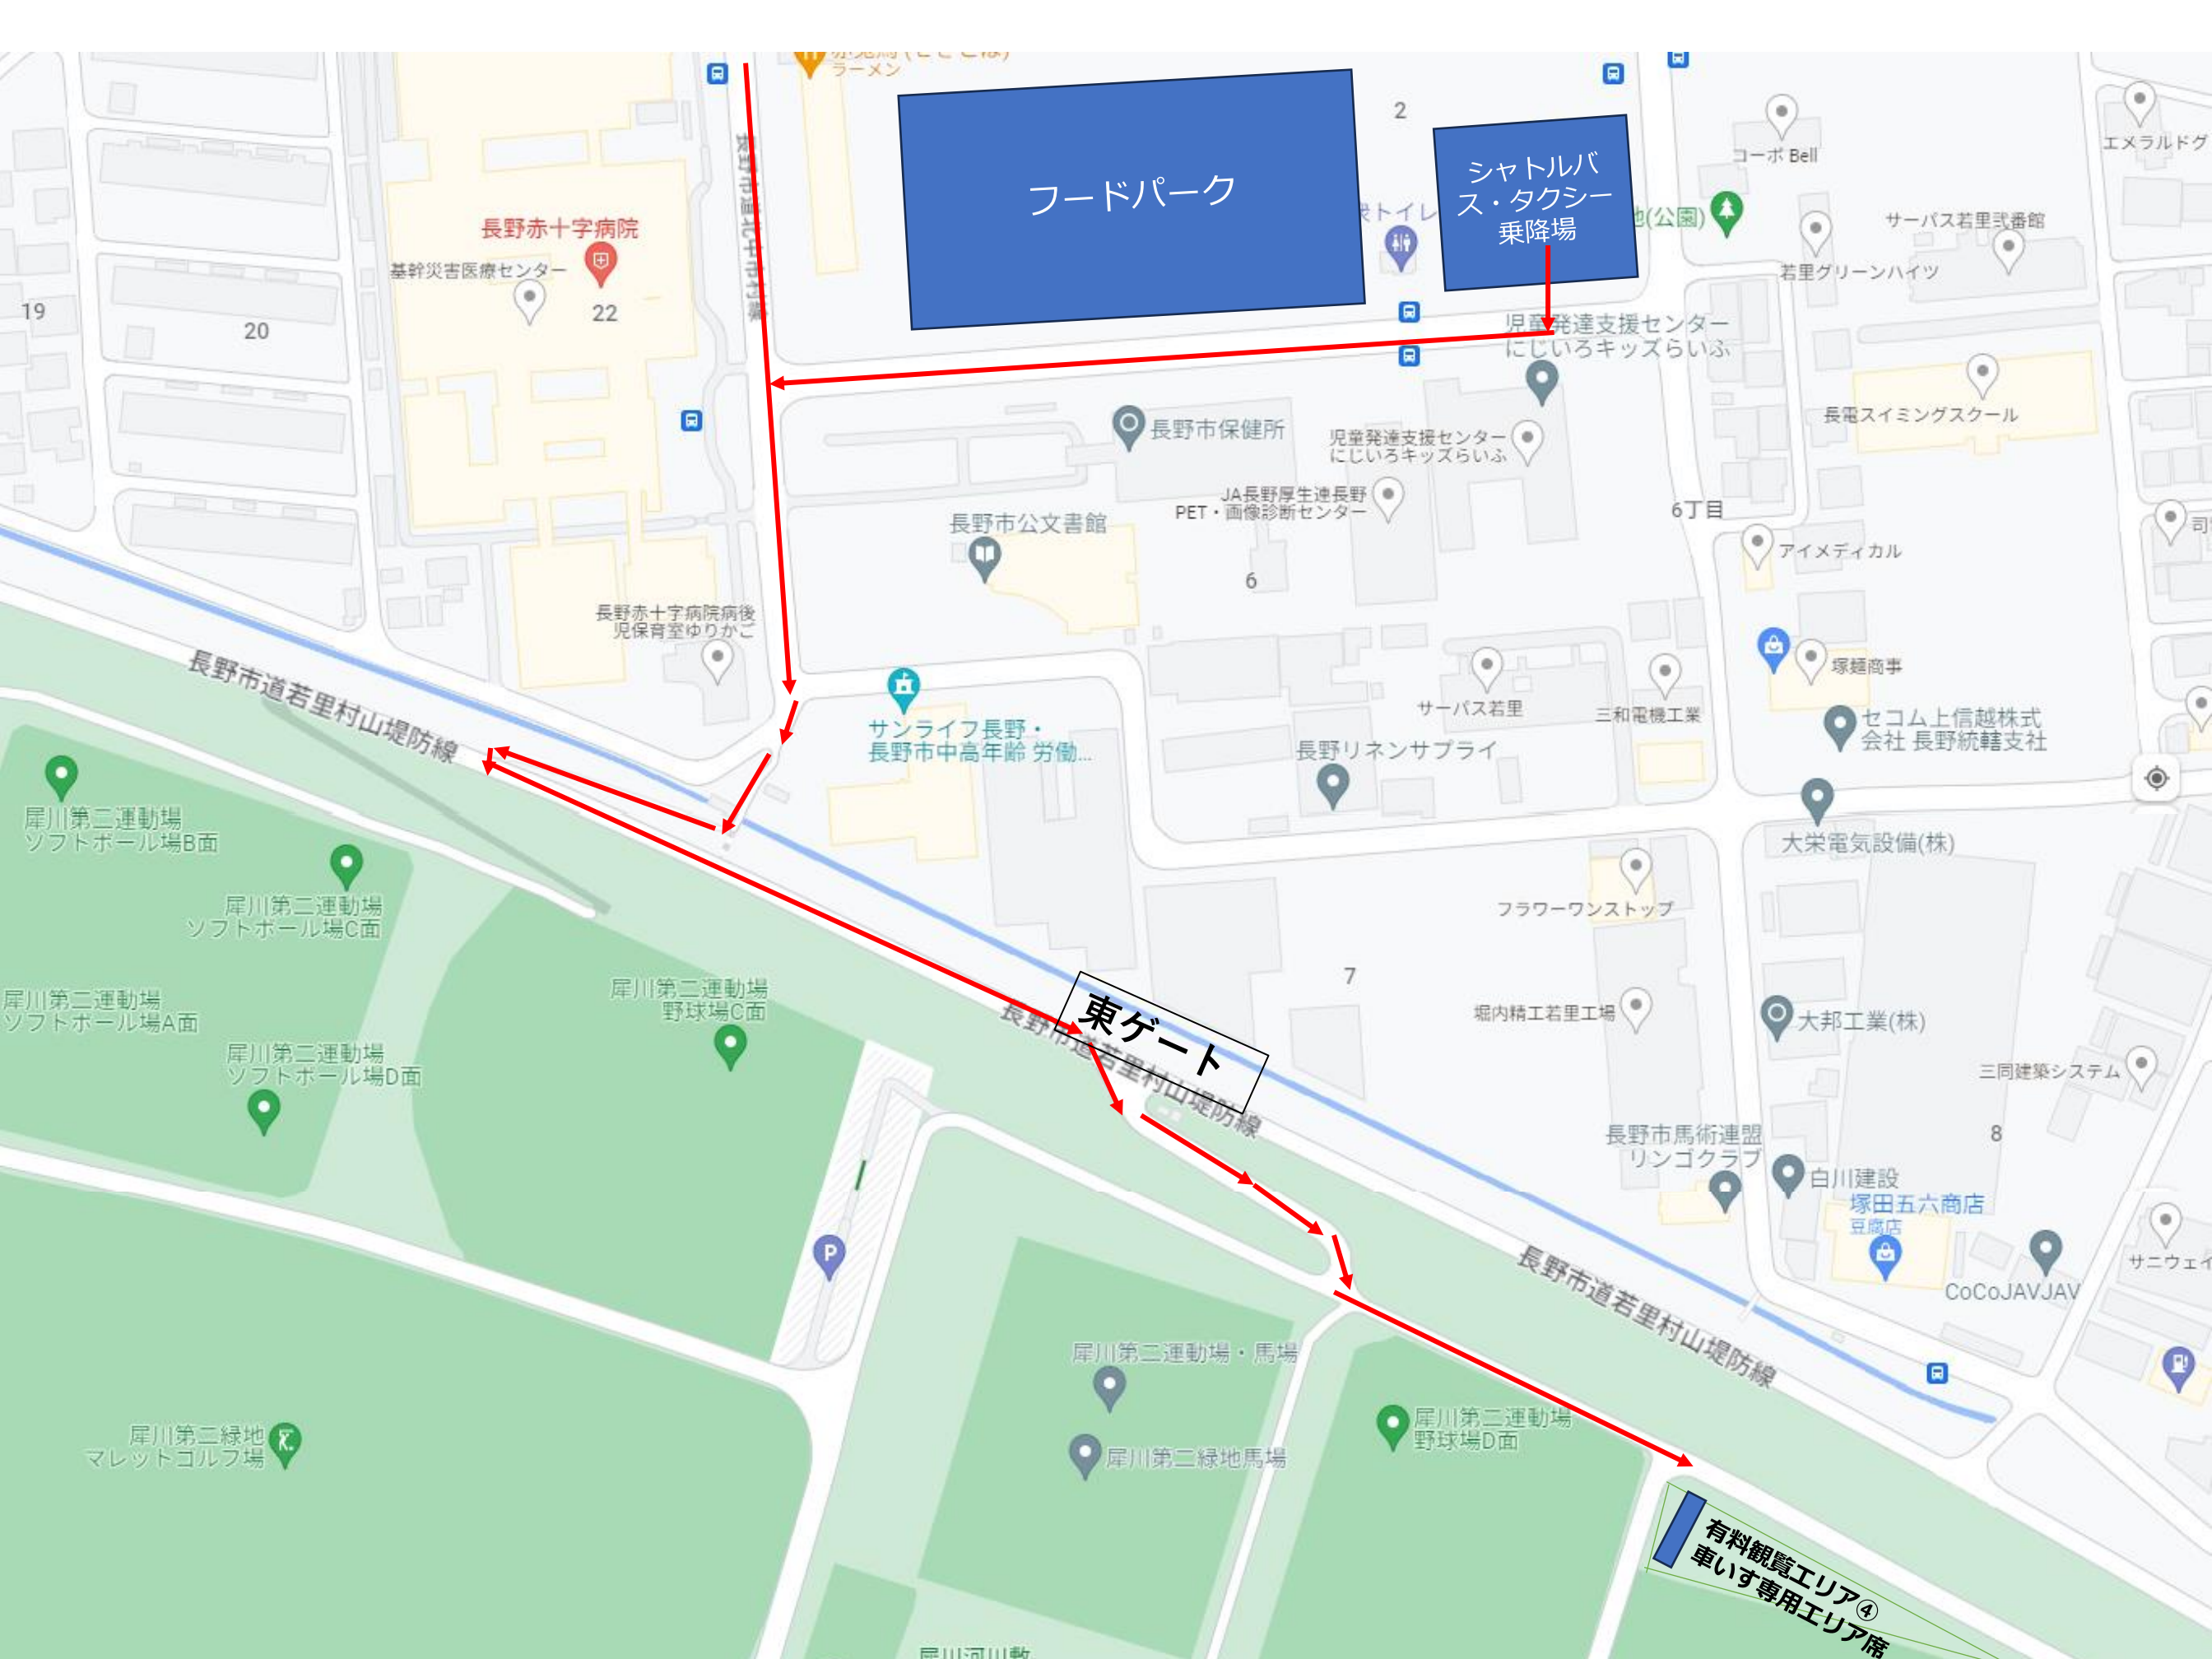 ラーメン
フードパーク
2
シャトルバ
ス・タクシー
乗降場
コーポ Bell
エメラルドグ
長野赤十字病院
基幹災害医療センター
22
19
20
(公園)
サーパス若里弐番館
若里グリーンハイツ
児童発達支援センター
にじいろキッズらいふ
長電スイミングスクール
長野市保健所
児童発達支援センター
にじいろキッズらいふ
JA長野厚生連長野
PET・画像診断センター
長野市公文書館
6丁目
司
アイメディカル
6
長野赤十字病院病後
児保育室ゆりかご
長野市道若里村山堤防線
サンライフ長野・
長野市中高年齢 労働...
サーパス若里
三和電機工業
塚麺商事
セコム上信越株式
会社 長野統轄支社
長野リネンサプライ
大栄電気設備(株)
犀川第二運動場
ソフトボール場B面
犀川第二運動場
ソフトボール場C面
フラワーワンストップ
犀川第二運動場
ソフトボール場A面
犀川第二運動場
野球場C面
東ゲート
長野市道若里村山堤防線
7
堀内精工若里工場
大邦工業(株)
犀川第二運動場
ソフトボール場D面
三同建築システム
長野市馬術連盟
リンゴクラブ
8
白川建設
塚田五六商店
豆腐店
P
CoCoJAVJAV
サニウェイ
長野市道若里村山堤防線
犀川第二運動場・馬場
犀川第二緑地
マレットゴルフ場
犀川第二緑地馬場
犀川第二運動場
野球場D面
有料観覧エリア④
車いす専用エリア席